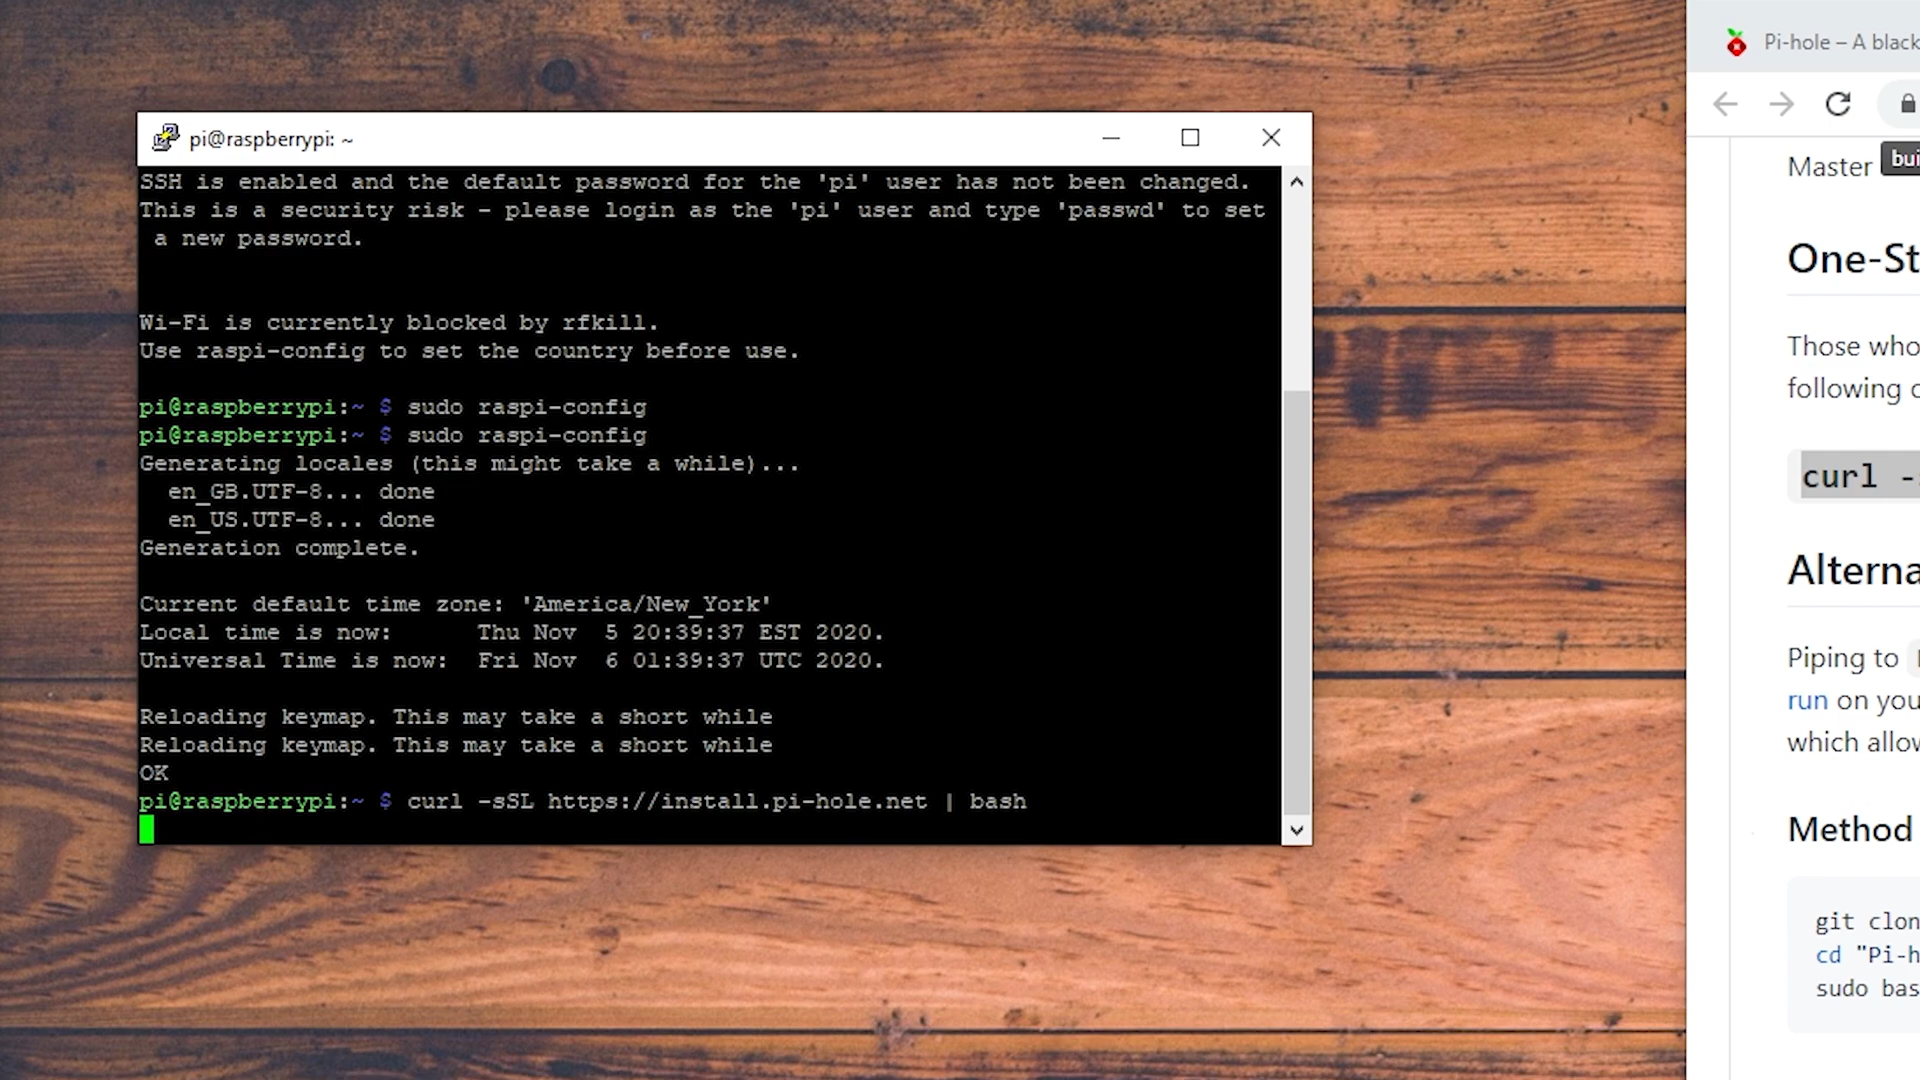 pi@raspberrypi: ~
SSH is enabled and the default password for the 'pi' user has not been changed.
This is a security risk - please login as the 'pi' user and type 'passwd' to set
a new password.
Wi-Fi is currently blocked by rfkill.
Use raspi-config to set the country before use.
pi@raspberrypi:~ $ sudo raspi-config
pi@raspberrypi:~ $ sudo raspi-config
Generating locales (this might take a while)...
en_GB.UTF-8... done
en_US.UTF-8... done
Generation complete.
Current default time zone: 'America/New_York'
Local time is now:      Thu Nov  5 20:39:37 EST 2020.
Universal Time is now:  Fri Nov  6 01:39:37 UTC 2020.
Reloading keymap. This may take a short while
Reloading keymap. This may take a short while
OK
pi@raspberrypi:~ $ curl -sSL https://install.pi-hole.net | bash
Pi-hole – A black
Master bui
One-St
Those who
following
curl -
Alterna
Piping to
run on you
which allow
Method
git clon
cd "Pi-h
sudo bas